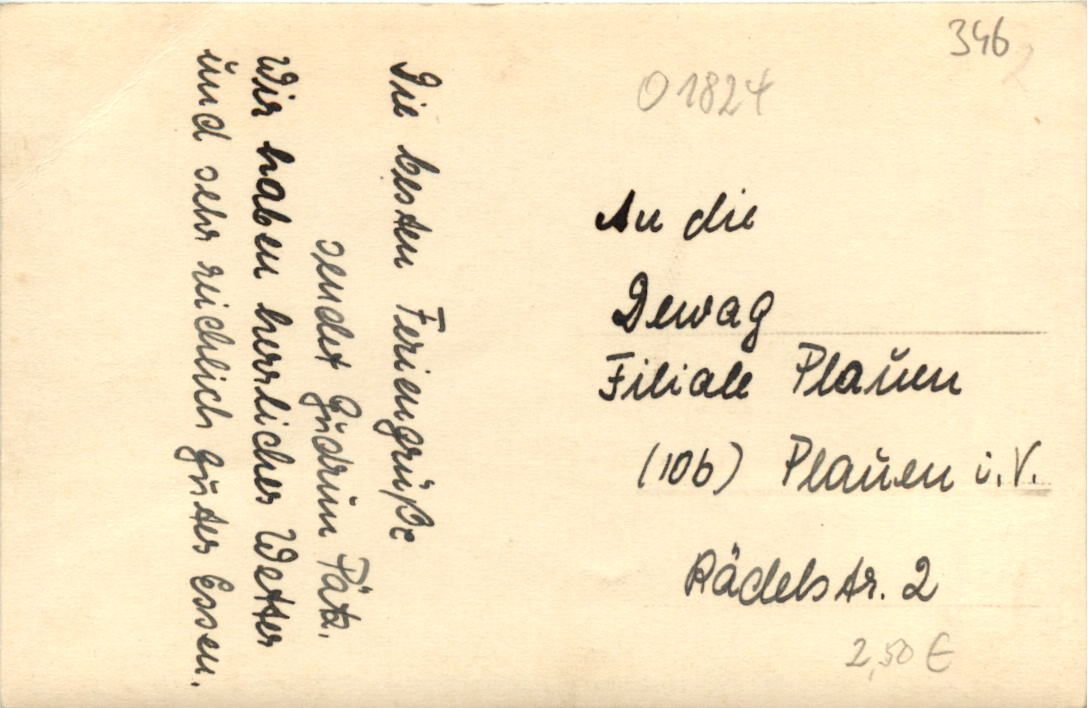 346
01824
Die besten Feriengrüße
sendet Gudrun Pätz.
Wir haben herrliches Wetter
und sehr reichlich gutes Essen.
An die
Dewag
Filiale Plauen
(10b) Plauen i. V.
Rädelstr. 2
2,50 €